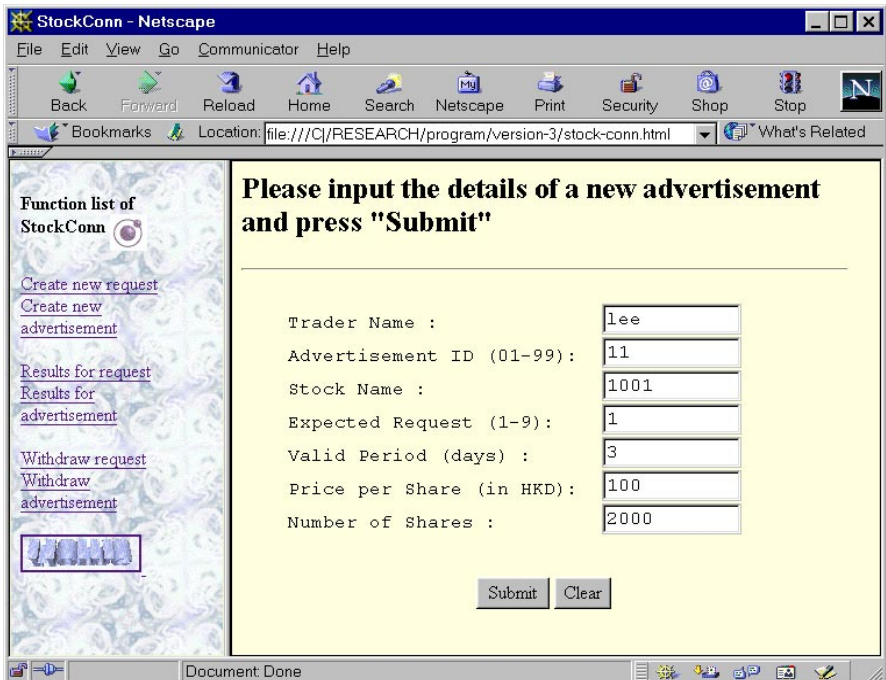 StockConn - Netscape
File Edit View Go Communicator Help
Back Forward Reload Home Search Netscape Print Security Shop Stop
My
N
Bookmarks Location: file:///C|/RESEARCH/program/version-3/stock-conn.html What's Related
Function list of
StockConn
Create new request
Create new
advertisement
Results for request
Results for
advertisement
Withdraw request
Withdraw
advertisement
Please input the details of a new advertisement
and press "Submit"
Trader Name : lee
Advertisement ID (01-99): 11
Stock Name : 1001
Expected Request (1-9): 1
Valid Period (days) : 3
Price per Share (in HKD): 100
Number of Shares : 2000
Submit Clear
Document: Done